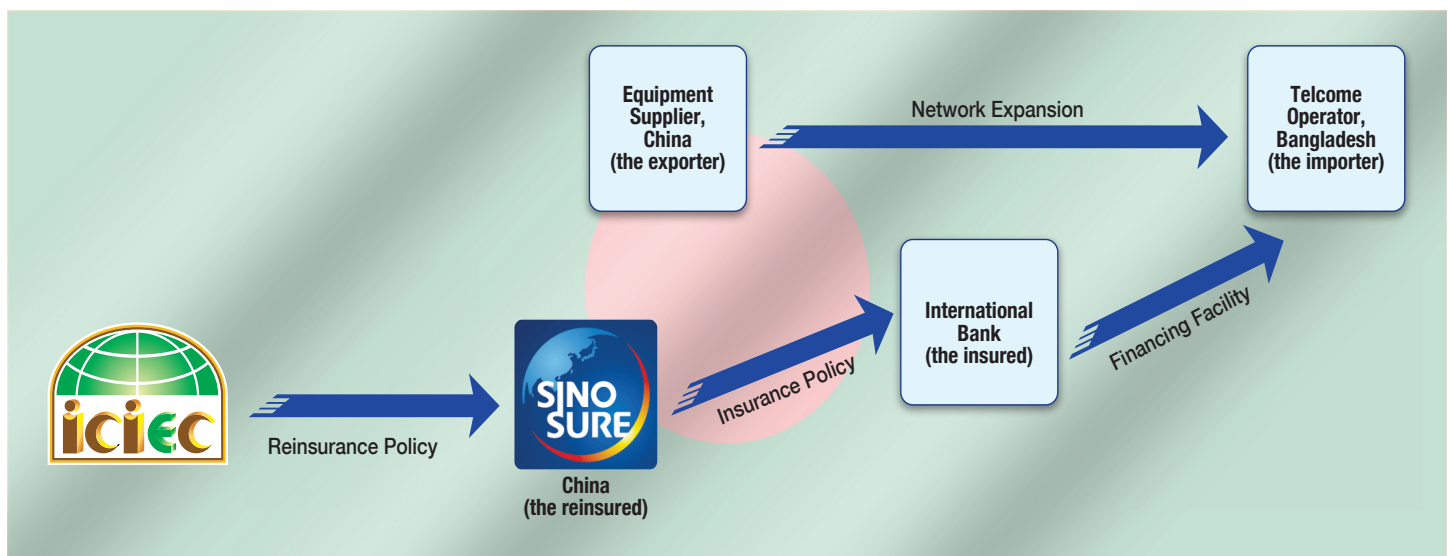 Equipment
Supplier,
China
(the exporter)
Network Expansion
Telcome
Operator,
Bangladesh
(the importer)
International
Bank
(the insured)
Financing Facility
Insurance Policy
SINO
SURE
China
(the reinsured)
Reinsurance Policy
iciec